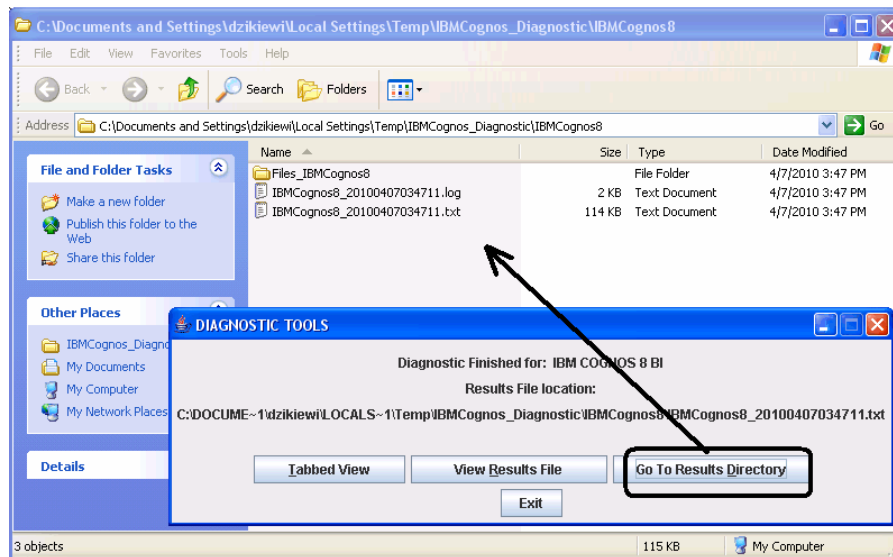 C:\Documents and Settings\dzikiewi\Local Settings\Temp\IBMCognos_Diagnostic\IBMCognos8
File Edit View Favorites Tools Help
Back Search Folders
Address C:\Documents and Settings\dzikiewi\Local Settings\Temp\IBMCognos_Diagnostic\IBMCognos8 Go
Name Size Type Date Modified
File and Folder Tasks
Make a new folder
Publish this folder to the
Web
Share this folder
Files_IBMCognos8 File Folder 4/7/2010 3:47 PM
IBMCognos8_20100407034711.log 2 KB Text Document 4/7/2010 3:47 PM
IBMCognos8_20100407034711.txt 114 KB Text Document 4/7/2010 3:47 PM
Other Places
IBMCognos_Diagno
My Documents
My Computer
My Network Places
Details
DIAGNOSTIC TOOLS
Diagnostic Finished for: IBM COGNOS 8 BI
Results File location:
C:\DOCUME~1\dzikiewi\LOCALS~1\Temp\IBMCognos_Diagnostic\IBMCognos8\IBMCognos8_20100407034711.txt
Tabbed View View Results File Go To Results Directory
Exit
3 objects 115 KB My Computer